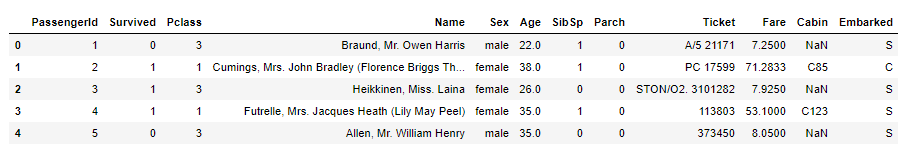 PassengerId Survived Pclass Name Sex Age SibSp Parch Ticket Fare Cabin Embarked
0 1 0 3 Braund, Mr. Owen Harris male 22.0 1 0 A/5 21171 7.2500 NaN S
1 2 1 1 Cumings, Mrs. John Bradley (Florence Briggs Th... female 38.0 1 0 PC 17599 71.2833 C85 C
2 3 1 3 Heikkinen, Miss. Laina female 26.0 0 0 STON/O2. 3101282 7.9250 NaN S
3 4 1 1 Futrelle, Mrs. Jacques Heath (Lily May Peel) female 35.0 1 0 113803 53.1000 C123 S
4 5 0 3 Allen, Mr. William Henry male 35.0 0 0 373450 8.0500 NaN S